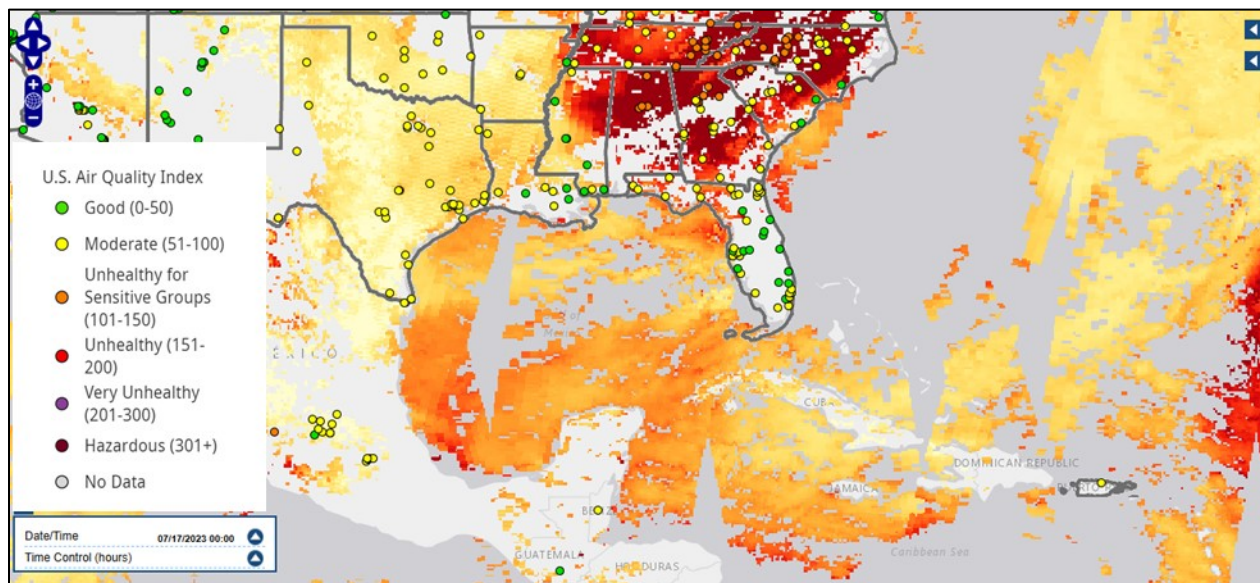 U.S. Air Quality Index
Good (0-50)
Moderate (51-100)
Unhealthy for
Sensitive Groups
(101-150)
Unhealthy (151-
200)
Very Unhealthy
(201-300)
Hazardous (301+)
No Data
Date/Time 07/17/2023 00:00
Time Control (hours)
CUBA
DOMINICAN REPUBLIC
JAMAICA
GUATEMALA
HONDURAS
Caribbean Sea